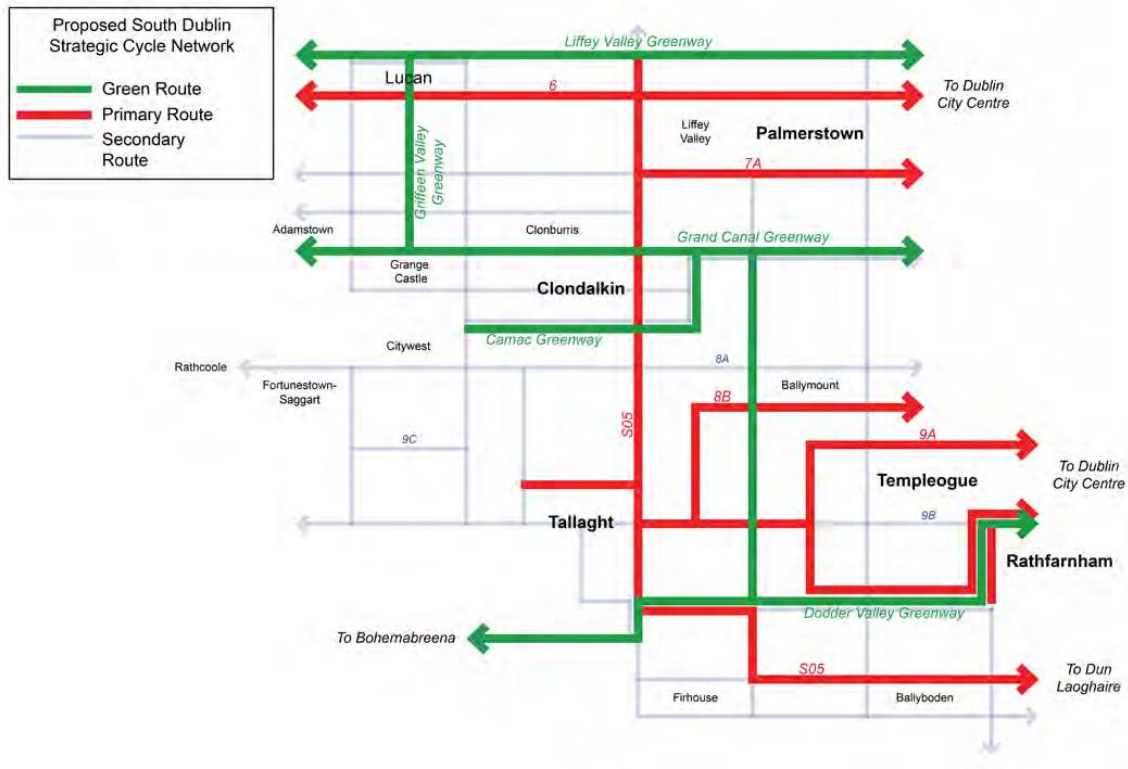 Proposed South Dublin
Strategic Cycle Network
Green Route
Primary Route
Secondary
Route
Liffey Valley Greenway
Lucan
6
To Dublin
City Centre
Liffey
Valley
Palmerstown
Griffeen Valley
Greenway
7A
Adamstown
Clonburris
Grand Canal Greenway
Grange
Castle
Clondalkin
Camac Greenway
Citywest
Rathcoole
8A
Fortunestown-
Saggart
Ballymount
8B
S05
9A
9C
To Dublin
City Centre
Templeogue
Tallaght
9B
Rathfarnham
Dodder Valley Greenway
To Bohernabreena
S05
To Dun
Laoghaire
Firhouse
Ballyboden